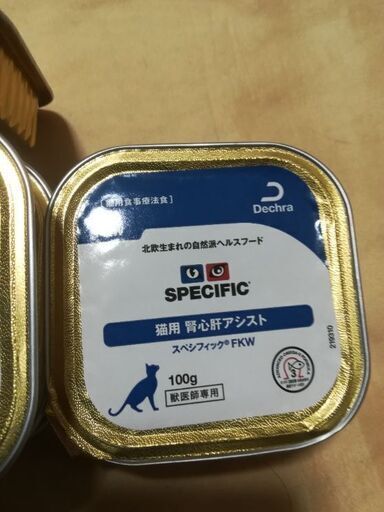 [猫用食事療法食]
Dechra
北欧生まれの自然派ヘルスフード
SPECIFIC
猫用 腎心肝アシスト
スペシフィック® FKW
100g
獣医師専用
219310